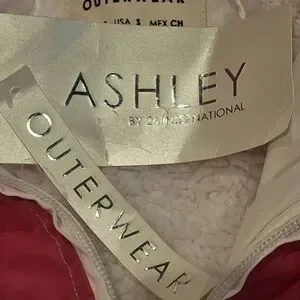 OUTERWEAR
USA S MEX CH
ASHLEY
BY 26 INTERNATIONAL
OUTERWEAR